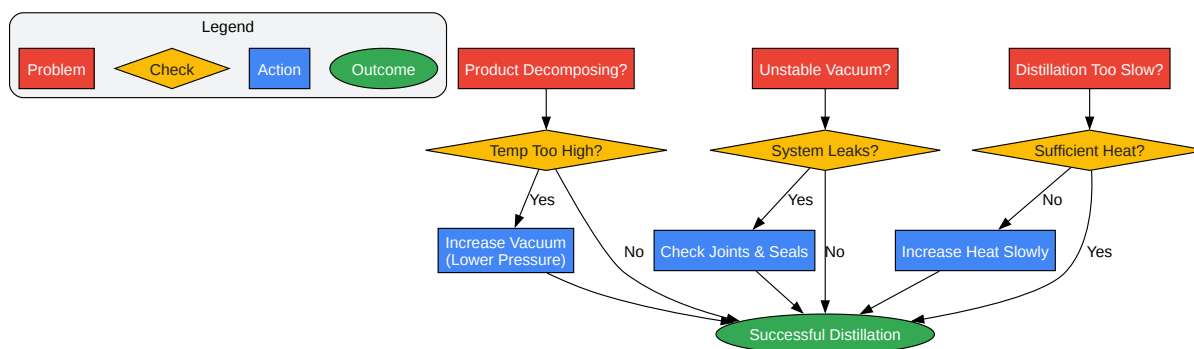 Legend
Problem
Check
Action
Outcome
Product Decomposing?
Unstable Vacuum?
Distillation Too Slow?
Temp Too High?
System Leaks?
Sufficient Heat?
Yes
Yes
No
Increase Vacuum
(Lower Pressure)
No
Check Joints & Seals
No
Increase Heat Slowly
Yes
Successful Distillation